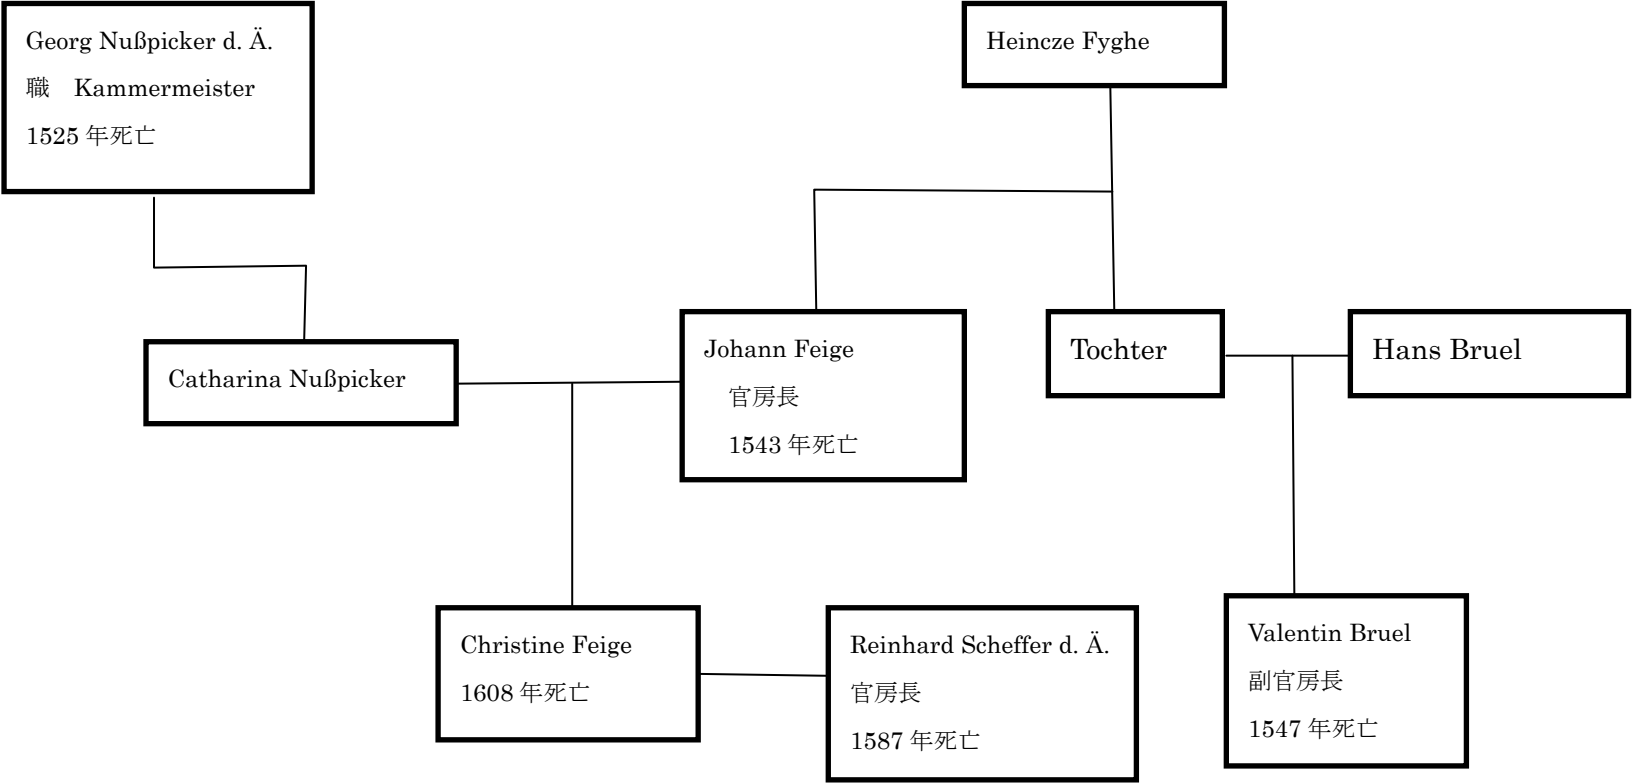 Georg Nußpicker d. Ä.
職　Kammermeister
1525 年死亡
Heincze Fyghe
Catharina Nußpicker
Johann Feige
官房長
1543 年死亡
Tochter
Hans Bruel
Christine Feige
1608 年死亡
Reinhard Scheffer d. Ä.
官房長
1587 年死亡
Valentin Bruel
副官房長
1547 年死亡